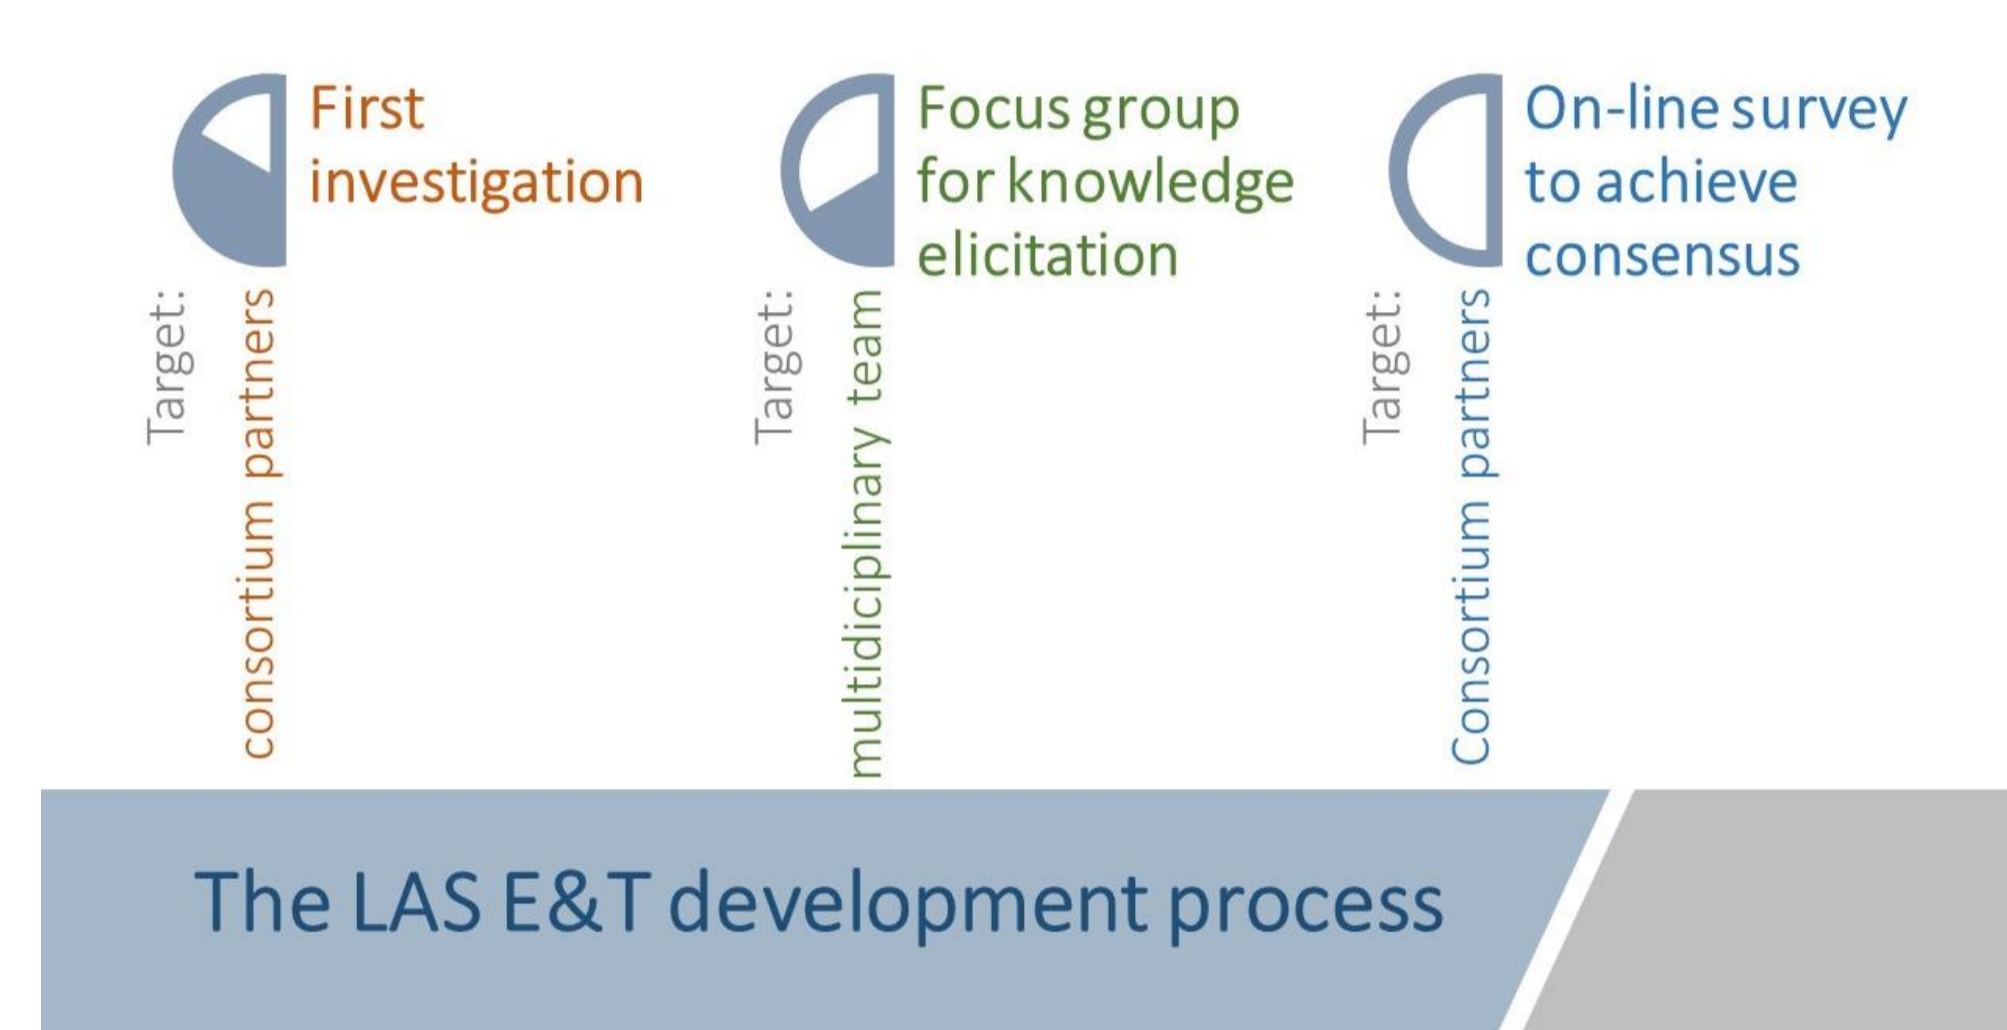 First
investigation
Target:
consortium partners
Focus group
for knowledge
elicitation
Target:
multidiciplinary team
On-line survey
to achieve
consensus
Target:
Consortium partners
The LAS E&T development process